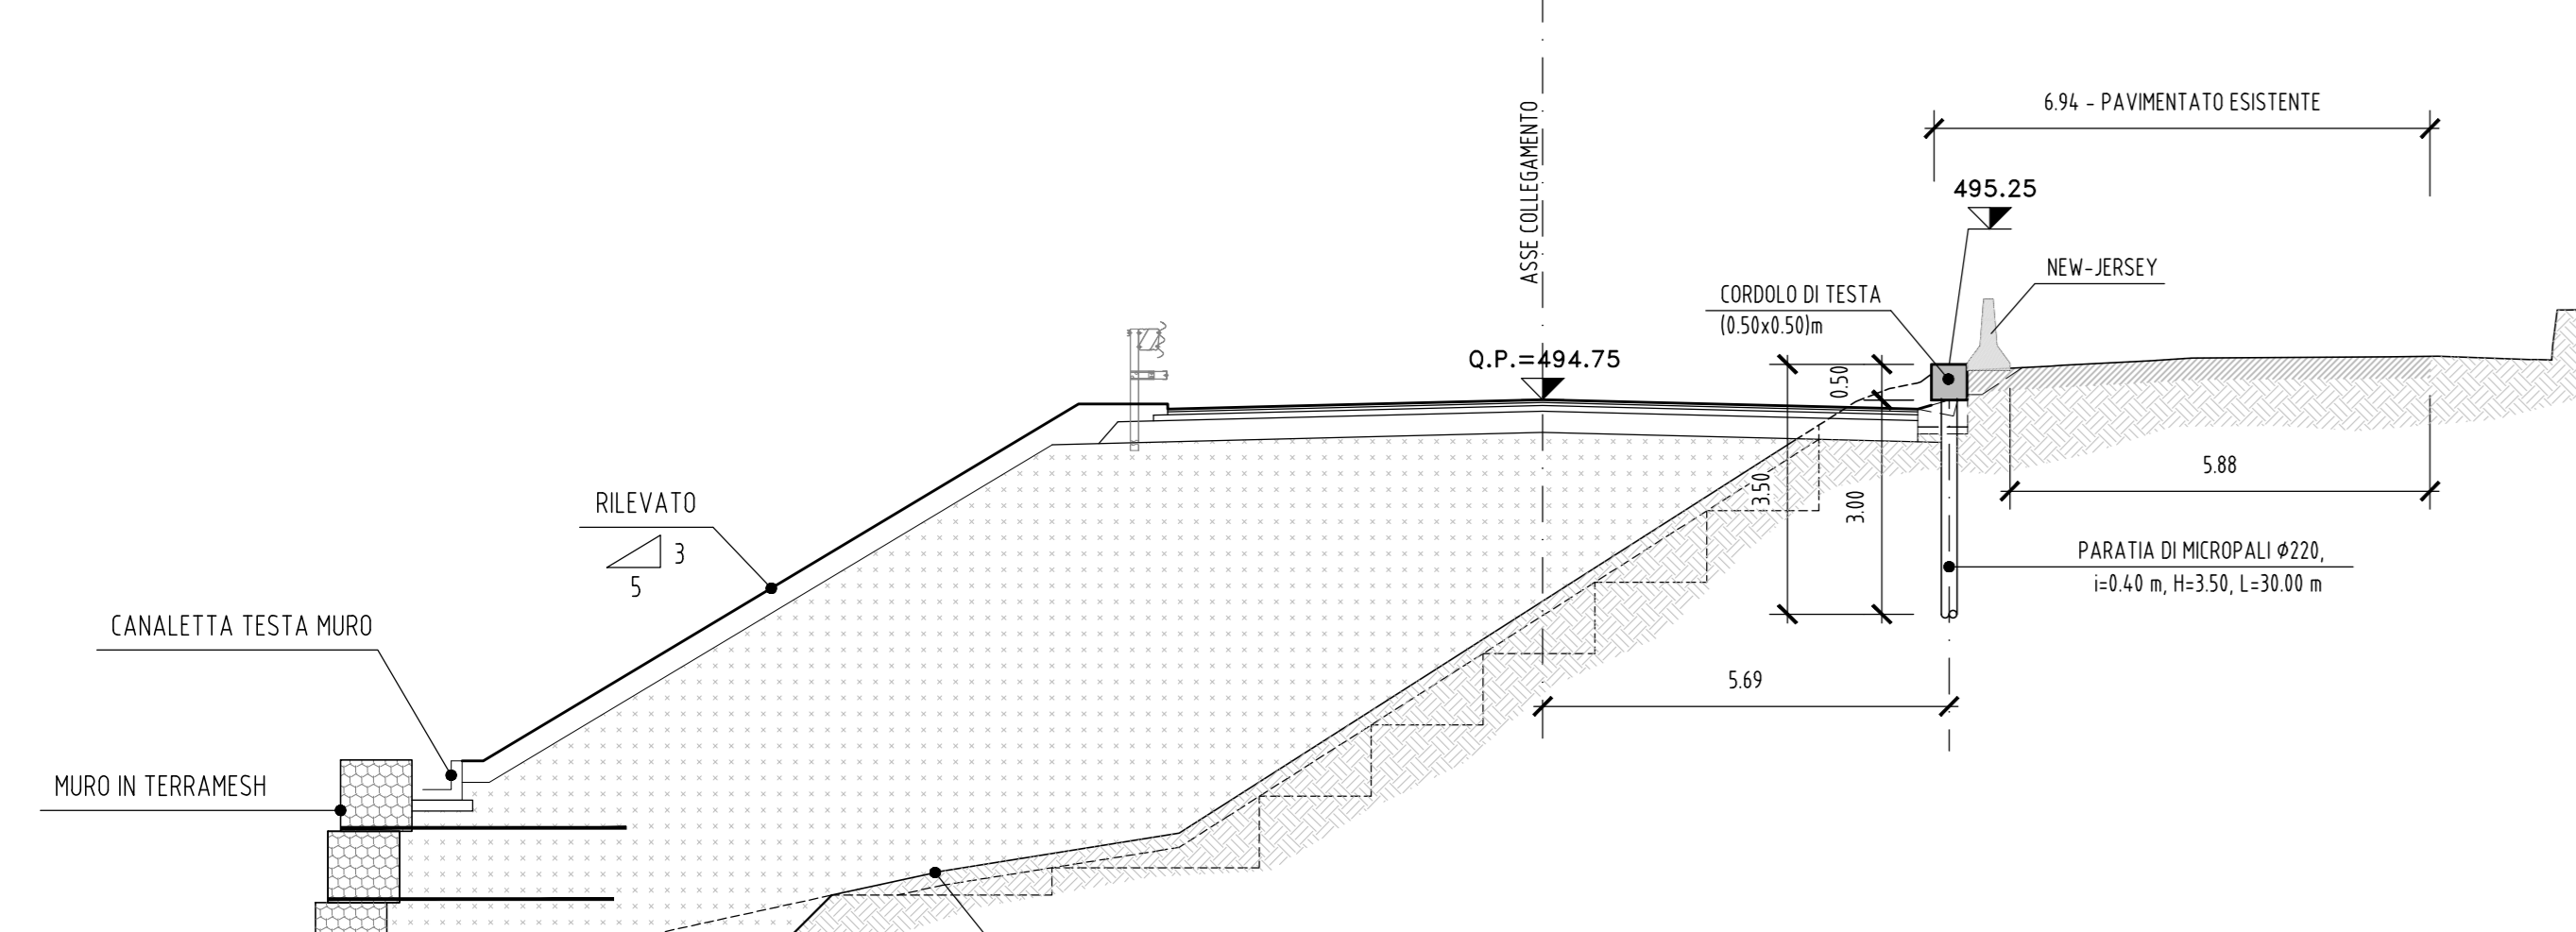 6.94 - PAVIMENTATO ESISTENTE
ASSE COLLEGAMENTO
495.25
NEW-JERSEY
CORDOLO DI TESTA
(0.50x0.50)m
Q.P.=494.75
0.50
3.50
3.00
5.88
RILEVATO
3
5
PARATIA DI MICROPALI Ø220,
i=0.40 m, H=3.50, L=30.00 m
CANALETTA TESTA MURO
5.69
MURO IN TERRAMESH